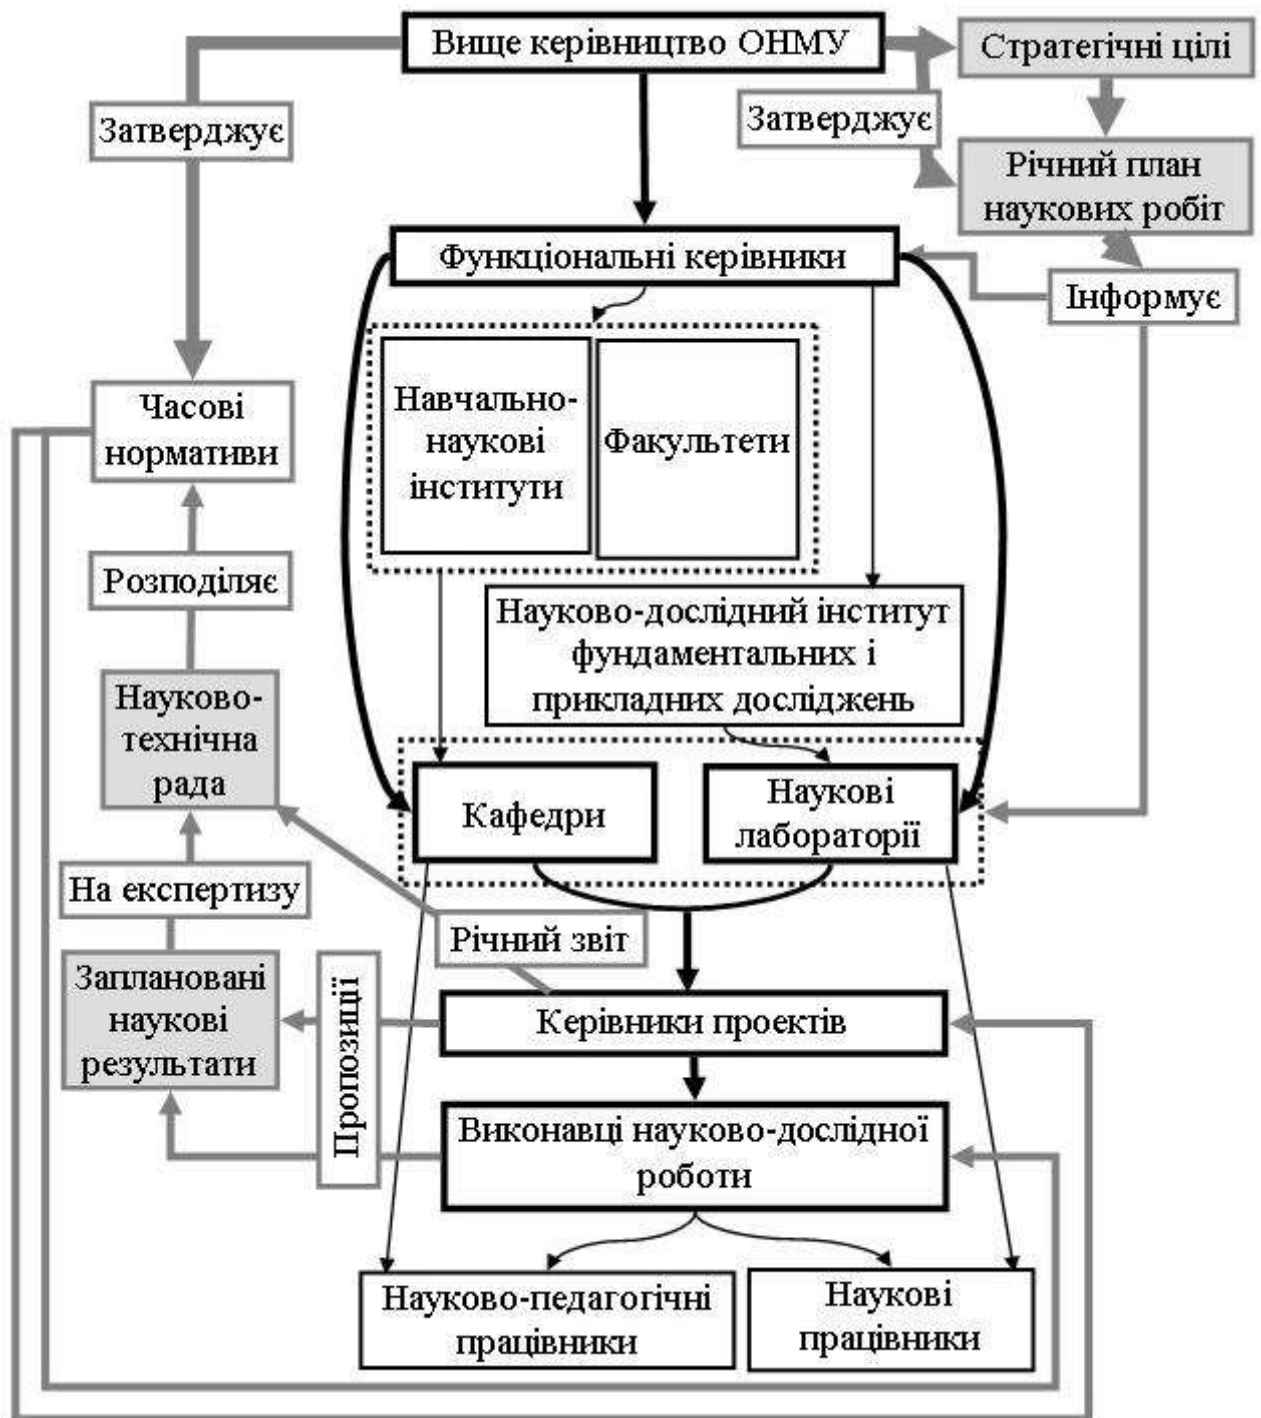 Вище керівництво ОНМУ
Стратегічні цілі
Затверджує
Затверджує
Річний план
наукових робіт
Функціональні керівники
Інформує
Навчально-
наукові
інститути
Факультети
Часові
нормативи
Розподіляє
Науково-дослідний інститут
фундаментальних і
прикладних досліджень
Науково-
технічна
рада
Кафедри
Наукові
лабораторії
На експертизу
Річний звіт
Заплановані
наукові
результати
Пропозиції
Керівники проектів
Виконавці науково-дослідної
роботи
Науково-педагогічні
працівники
Наукові
працівники